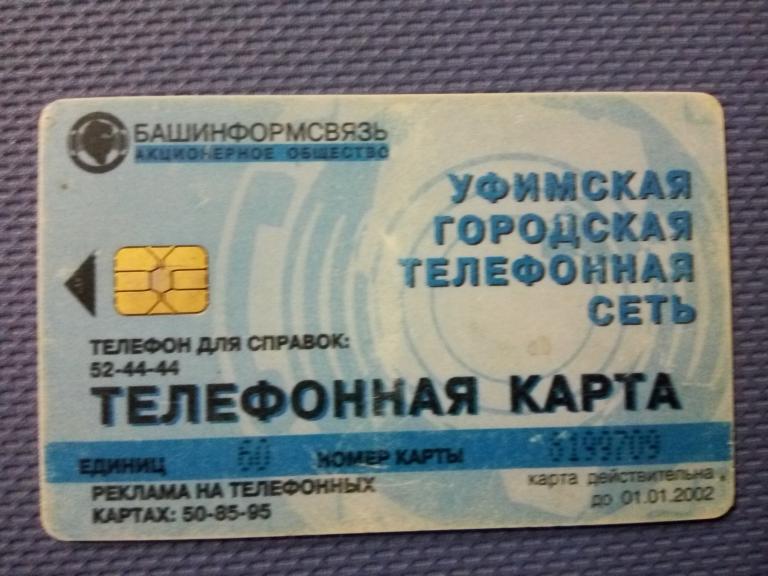 БАШИНФОРМСВЯЗЬ
АКЦИОНЕРНОЕ ОБЩЕСТВО
УФИМСКАЯ
ГОРОДСКАЯ
ТЕЛЕФОННАЯ
СЕТЬ
ТЕЛЕФОН ДЛЯ СПРАВОК:
52-44-44
ТЕЛЕФОННАЯ КАРТА
ЕДИНИЦ 60 НОМЕР КАРТЫ 6199709
РЕКЛАМА НА ТЕЛЕФОННЫХ
КАРТАХ: 50-85-95
карта действительна
до 01.01.2002